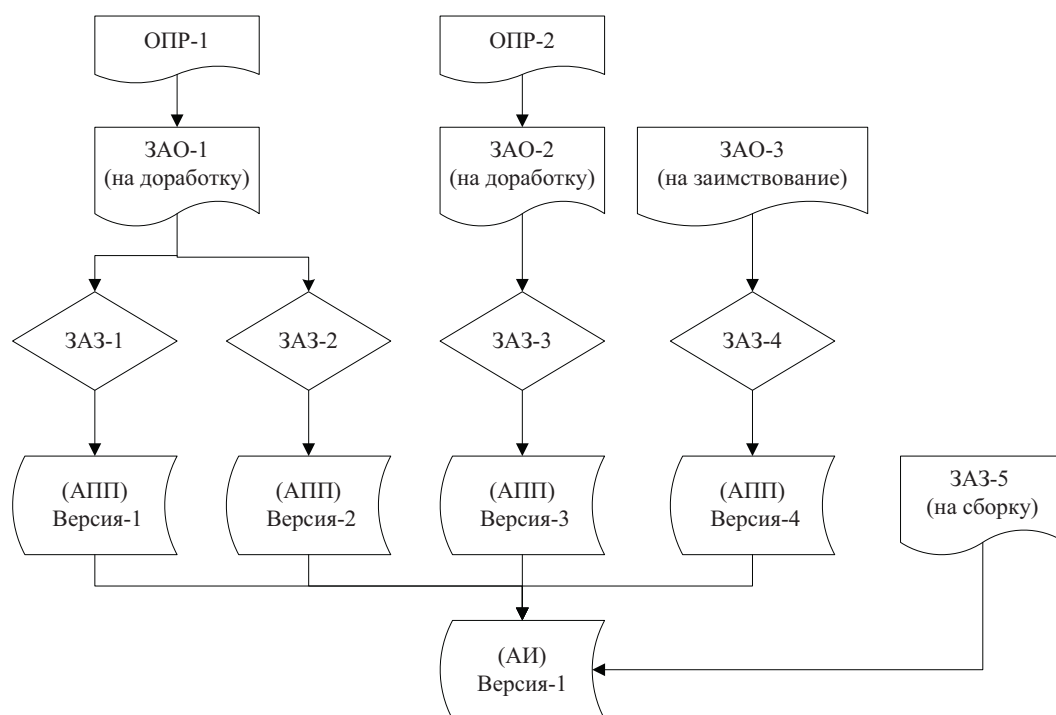 ОПР-1
ОПР-2
ЗАО-1
(на доработку)
ЗАО-2
(на доработку)
ЗАО-3
(на заимствование)
ЗАЗ-1
ЗАЗ-2
ЗАЗ-3
ЗАЗ-4
(АПП)
Версия-1
(АПП)
Версия-2
(АПП)
Версия-3
(АПП)
Версия-4
ЗАЗ-5
(на сборку)
(АИ)
Версия-1